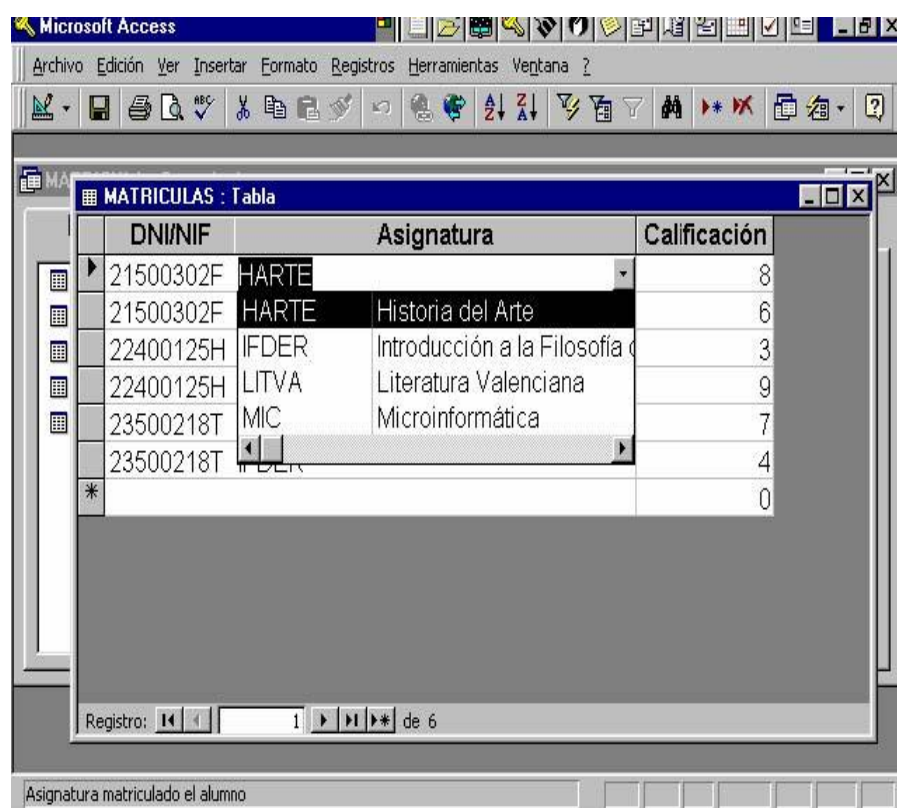 Microsoft Access
Archivo Edición Ver Insertar Formato Registros Herramientas Ventana ?
MATRICULAS : Tabla
DNI/NIF Asignatura Calificación
21500302F HARTE 8
21500302F HARTE Historia del Arte 6
22400125H IFDER Introducción a la Filosofía 3
22400125H LITVA Literatura Valenciana 9
23500218T MIC Microinformática 7
23500218T IFDER 4
* 0
Registro: 1 de 6
Asignatura matriculado el alumno